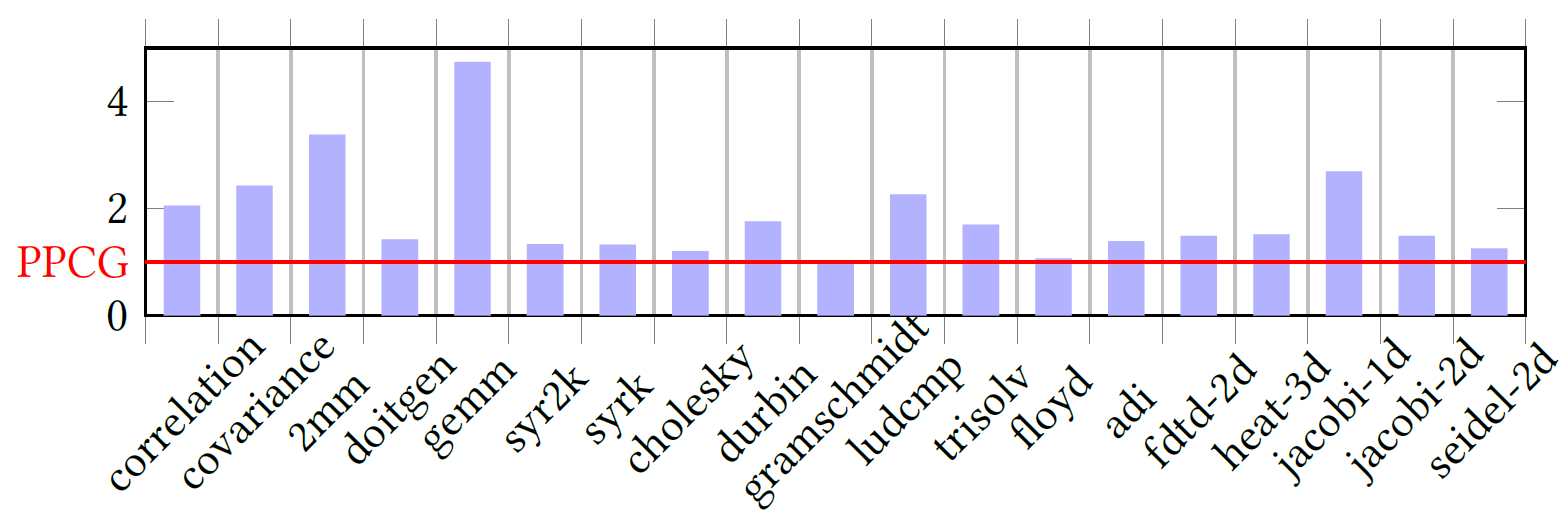 4
2
PPCG
0
correlation
covariance
2mm
doitgen
gemm
syr2k
syrk
cholesky
durbin
gramschmidt
ludcmp
trisolv
floyd
adi
fdtd-2d
heat-3d
jacobi-1d
jacobi-2d
seidel-2d